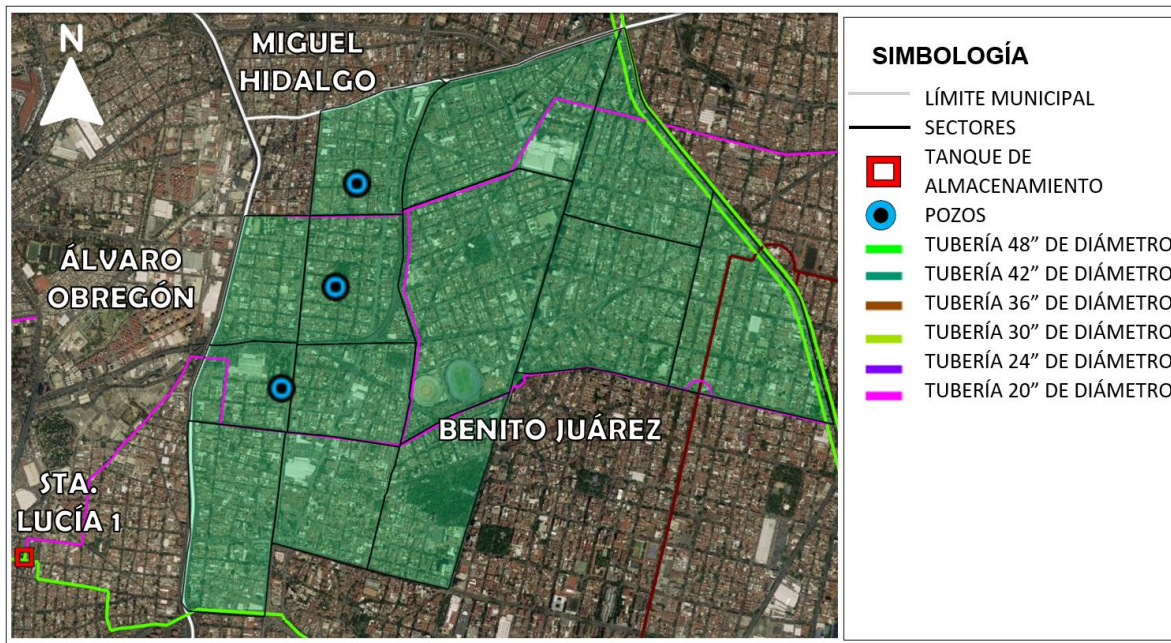 N
MIGUEL
HIDALGO
ÁLVARO
OBREGÓN
BENITO JUÁREZ
STA.
LUCÍA 1
SIMBOLOGÍA
LÍMITE MUNICIPAL
SECTORES
TANQUE DE
ALMACENAMIENTO
POZOS
TUBERÍA 48” DE DIÁMETRO
TUBERÍA 42” DE DIÁMETRO
TUBERÍA 36” DE DIÁMETRO
TUBERÍA 30” DE DIÁMETRO
TUBERÍA 24” DE DIÁMETRO
TUBERÍA 20” DE DIÁMETRO